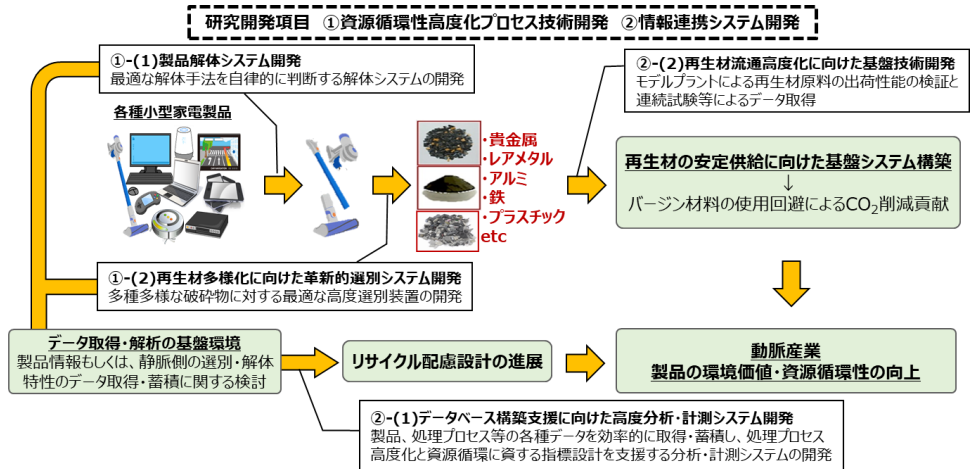 研究開発項目 ①資源循環性高度化プロセス技術開発 ②情報連携システム開発
①-(1)製品解体システム開発
最適な解体手法を自律的に判断する解体システムの開発
②-(2)再生材流通高度化に向けた基盤技術開発
モデルプラントによる再生材原料の出荷性能の検証と
連続試験等によるデータ取得
各種小型家電製品
・貴金属
・レアメタル
・アルミ
・鉄
・プラスチック
etc
再生材の安定供給に向けた基盤システム構築
↓
バージン材料の使用回避によるCO₂削減貢献
①-(2)再生材多様化に向けた革新的選別システム開発
多種多様な破砕物に対する最適な高度選別装置の開発
データ取得・解析の基盤環境
製品情報もしくは、静脈側の選別・解体
特性のデータ取得・蓄積に関する検討
リサイクル配慮設計の進展
動脈産業
製品の環境価値・資源循環性の向上
②-(1)データベース構築支援に向けた高度分析・計測システム開発
製品、処理プロセス等の各種データを効率的に取得・蓄積し、処理プロセス
高度化と資源循環に資する指標設計を支援する分析・計測システムの開発